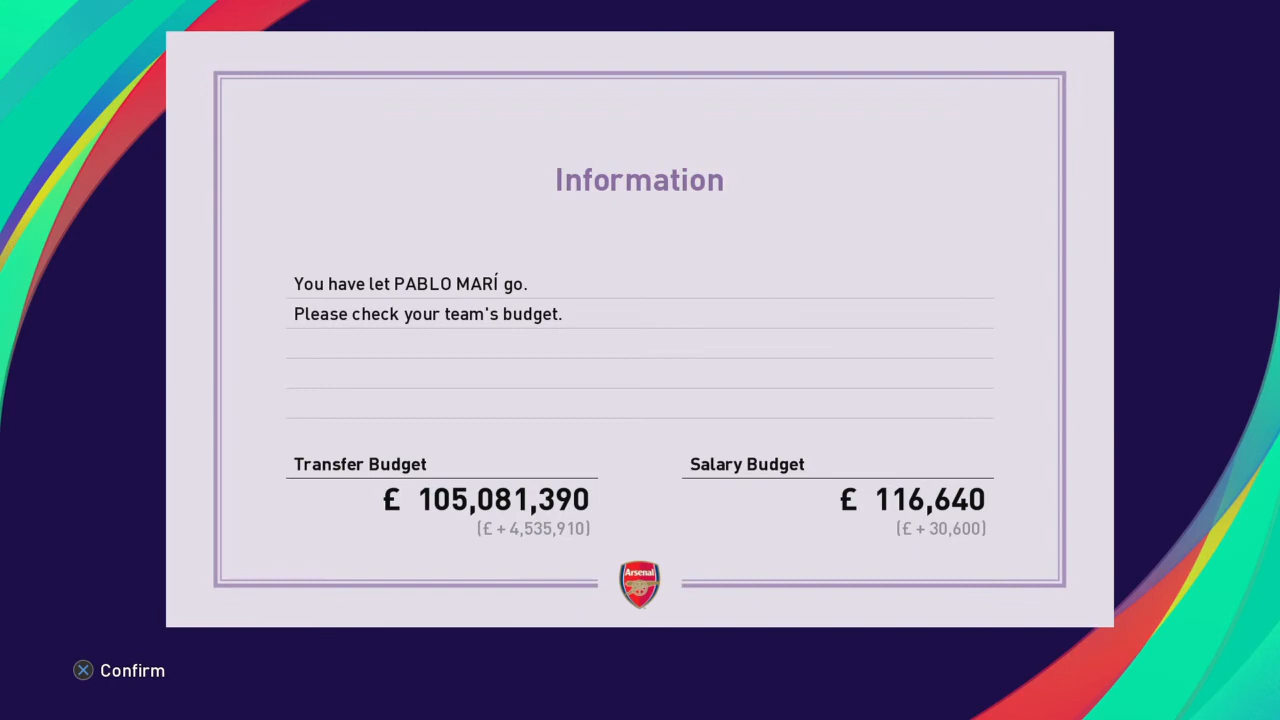 Information
You have let PABLO MARÍ go.
Please check your team's budget.
Transfer Budget
£ 105,081,390
(£ + 4,535,910)
Salary Budget
£ 116,640
(£ + 30,600)
Arsenal
Confirm